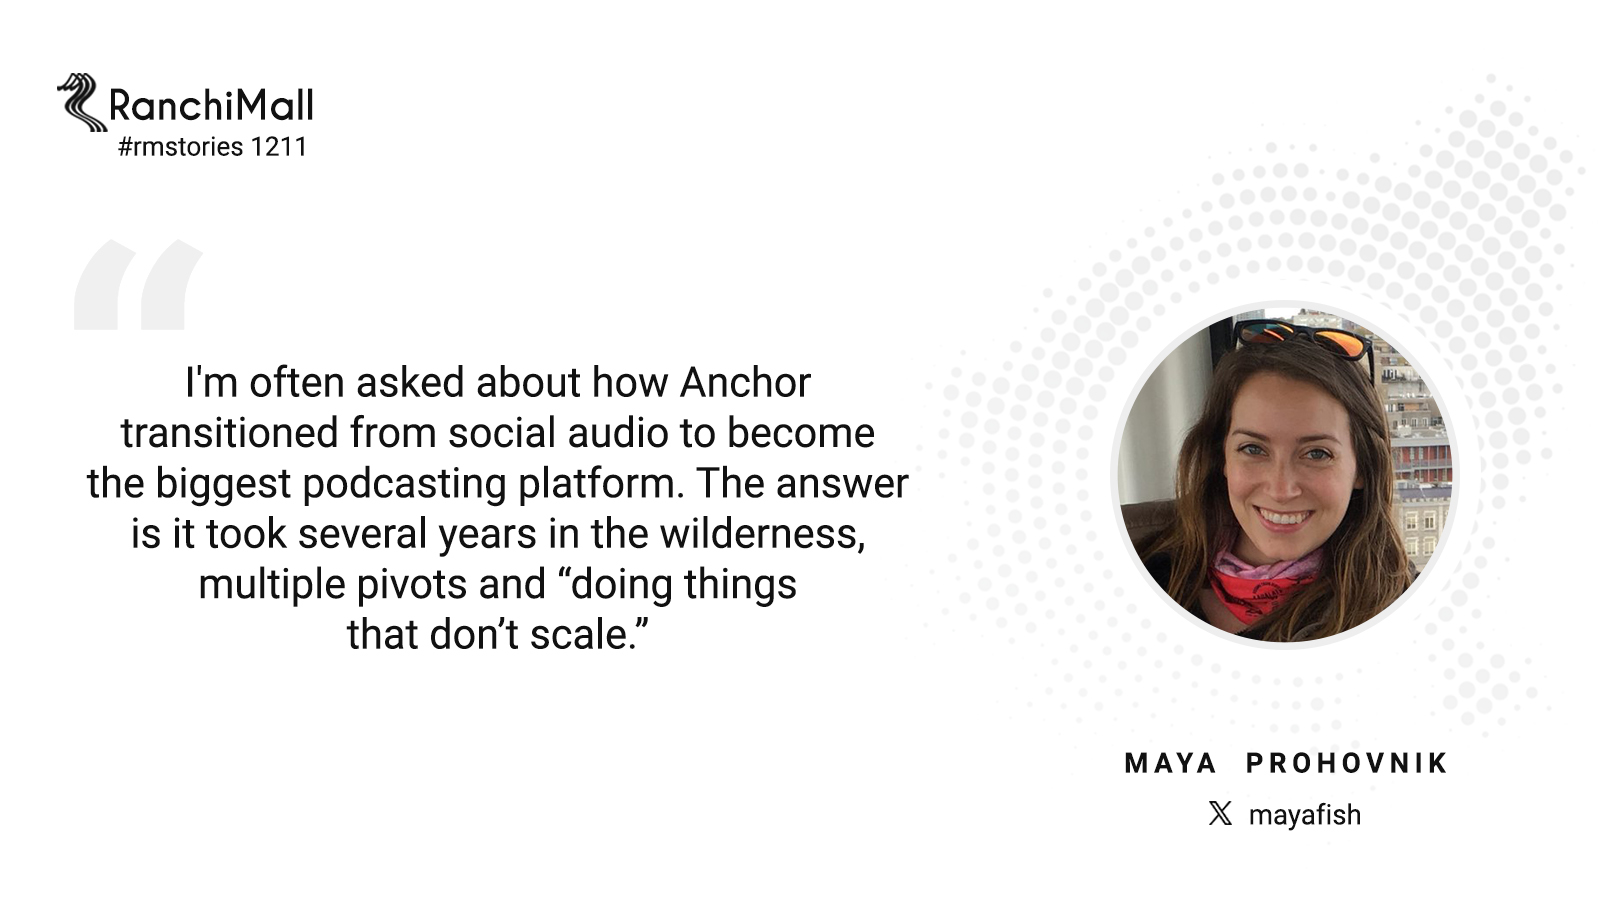 RanchiMall
#rmstories 1211
I'm often asked about how Anchor
transitioned from social audio to become
the biggest podcasting platform. The answer
is it took several years in the wilderness,
multiple pivots and “doing things
that don’t scale.”
MAYA PROHOVNIK
𝕏 mayafish